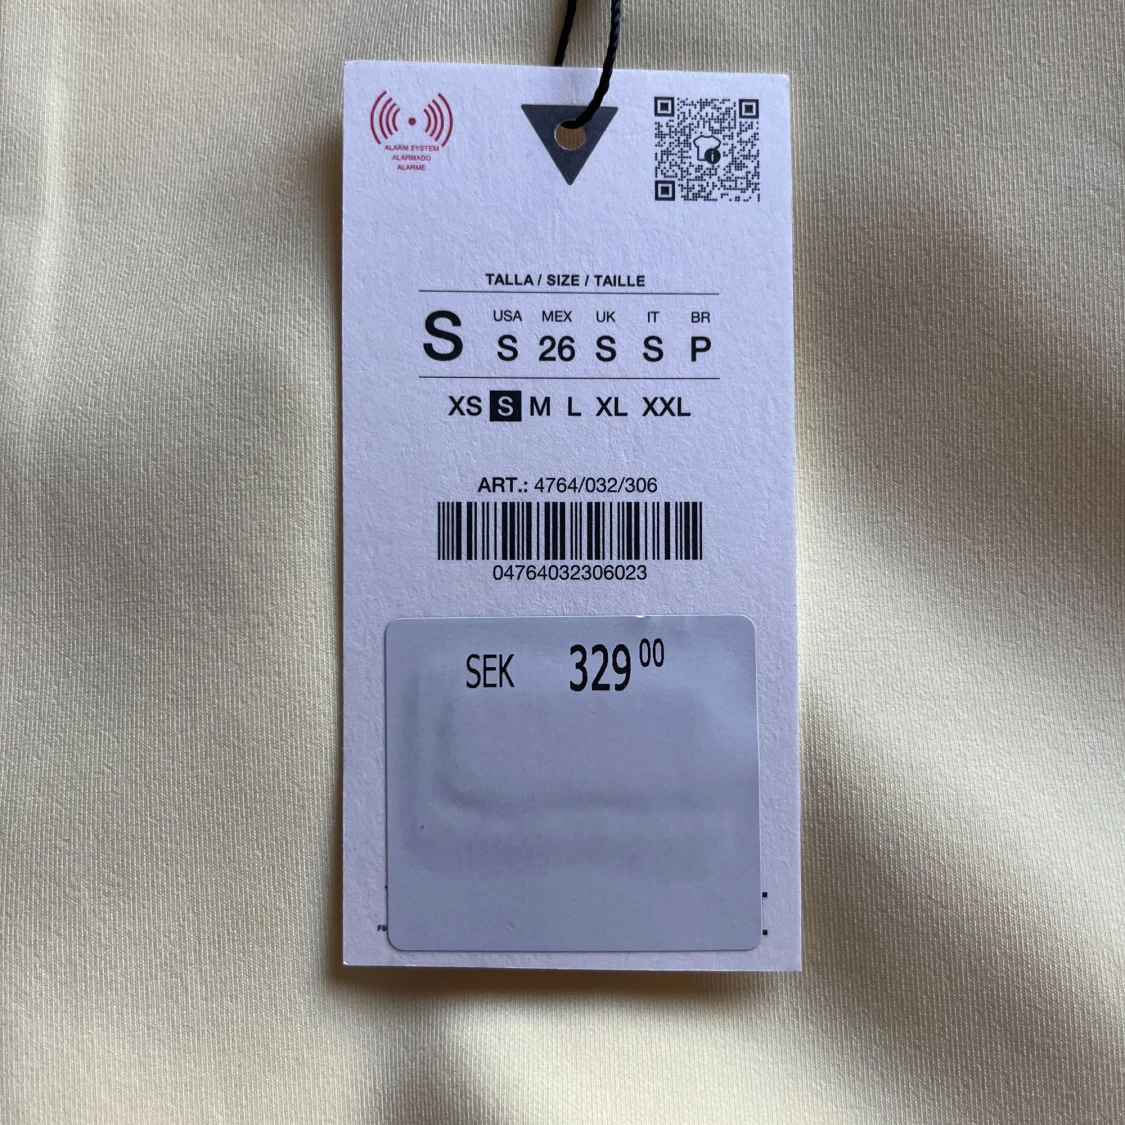 ALARM SYSTEM
ALARMADO
ALARME
TALLA / SIZE / TAILLE
S
USA MEX UK IT BR
S 26 S S P
XS S M L XL XXL
ART.: 4764/032/306
04764032306023
SEK 329 00